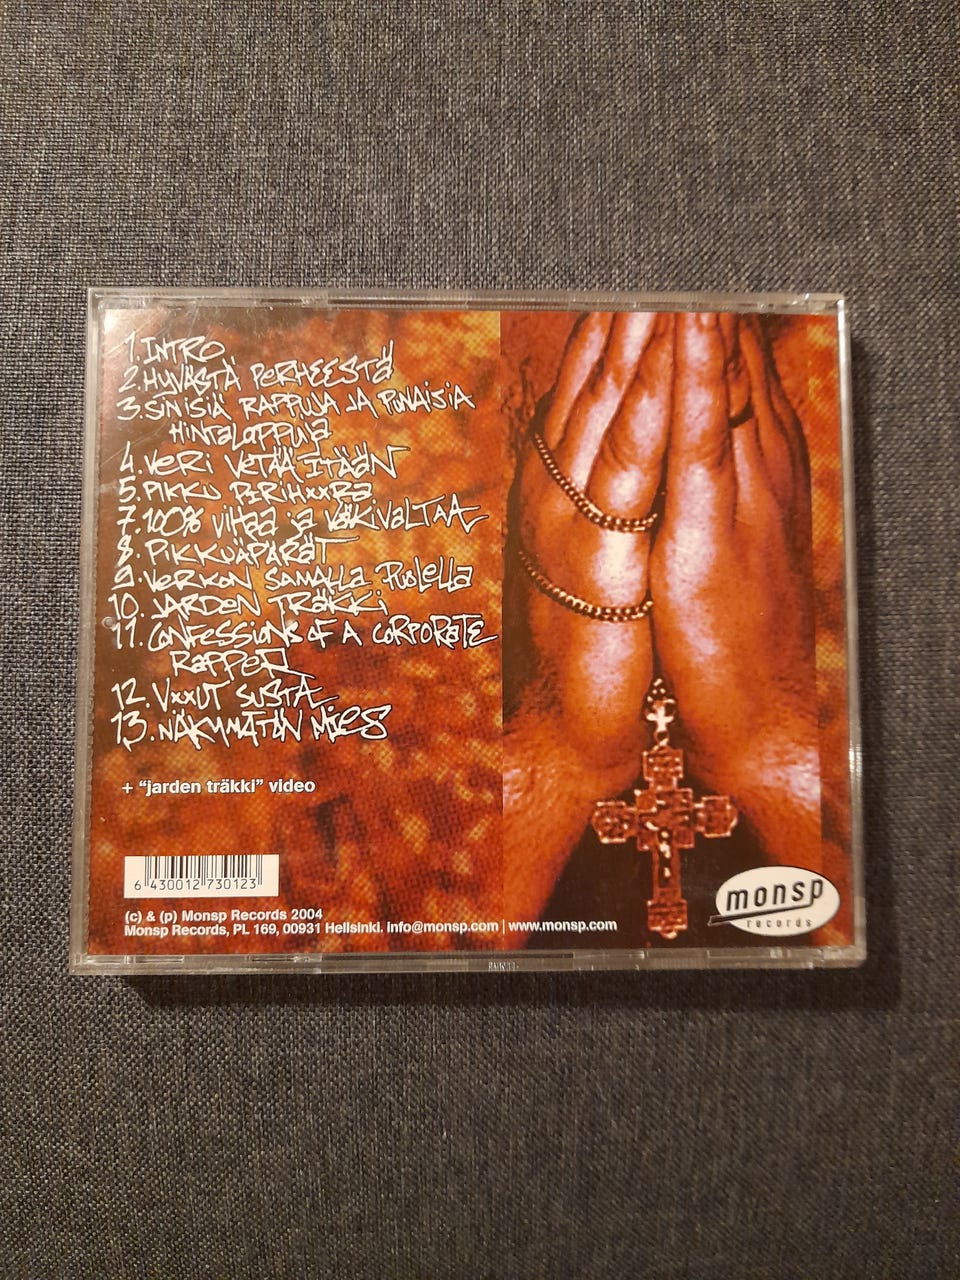 1. INTRO
2. HYVÄSTÄ PERHEESTÄ
3. SINISIÄ RAPPUJA JA PUNAISIA
HINTALAPPUJA
4. VERI VETÄÄ ITÄÄN
5. PIKKU PIRIHXXRA
7. 100% VIHAA JA VÄKIVALTAA
8. PIKKUÄPÄRÄT
9. VERKON SAMALLA PUOLELLA
10. JARDEN TRÄKKI
11. CONFESSIONS OF A CORPORATE
RAPPER
12. VXXUT SUSTA
13. NÄKYMÄTÖN MIES
+ "jarden träkki" video
6 430012 730123
(c) & (p) Monsp Records 2004
Monsp Records, PL 169, 00931 Helsinki. info@monsp.com | www.monsp.com
monsp
records